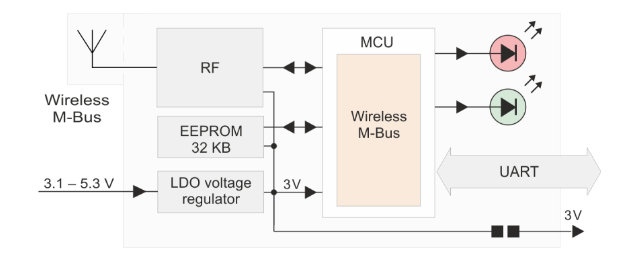 MCU
RF
Wireless
M-Bus
Wireless
M-Bus
EEPROM
32 KB
UART
3.1 – 5.3 V
LDO voltage
regulator
3V
3V